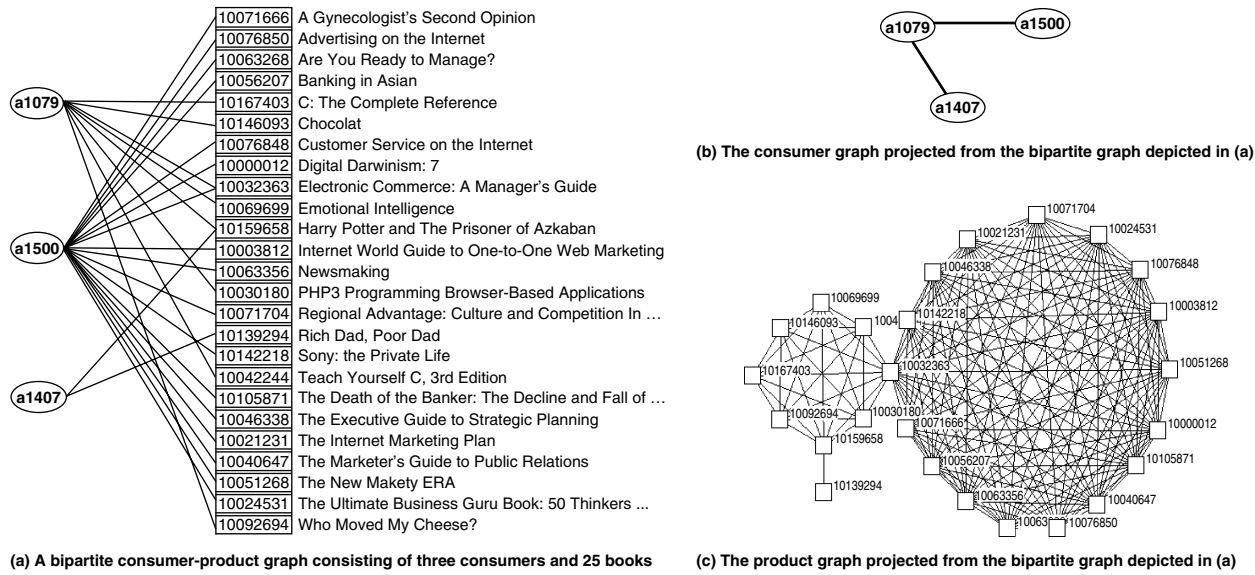 a1079
a1500
a1407
10071666 A Gynecologist's Second Opinion
10076850 Advertising on the Internet
10063268 Are You Ready to Manage?
10056207 Banking in Asian
10167403 C: The Complete Reference
10146093 Chocolat
10076848 Customer Service on the Internet
10000012 Digital Darwinism: 7
10032363 Electronic Commerce: A Manager's Guide
10069699 Emotional Intelligence
10159658 Harry Potter and The Prisoner of Azkaban
10003812 Internet World Guide to One-to-One Web Marketing
10063356 Newsmaking
10030180 PHP3 Programming Browser-Based Applications
10071704 Regional Advantage: Culture and Competition In …
10139294 Rich Dad, Poor Dad
10142218 Sony: the Private Life
10042244 Teach Yourself C, 3rd Edition
10105871 The Death of the Banker: The Decline and Fall of …
10046338 The Executive Guide to Strategic Planning
10021231 The Internet Marketing Plan
10040647 The Marketer's Guide to Public Relations
10051268 The New Makety ERA
10024531 The Ultimate Business Guru Book: 50 Thinkers ...
10092694 Who Moved My Cheese?
(a) A bipartite consumer-product graph consisting of three consumers and 25 books
a1079
a1500
a1407
(b) The consumer graph projected from the bipartite graph depicted in (a)
10071704
10021231
10024531
10046338
10076848
10069699
10003812
10146093
10142218
10167403
10032363
10051268
10092694
10030180
10071666
10000012
10159658
10056207
10105871
10139294
10063356
10040647
10076850
(c) The product graph projected from the bipartite graph depicted in (a)